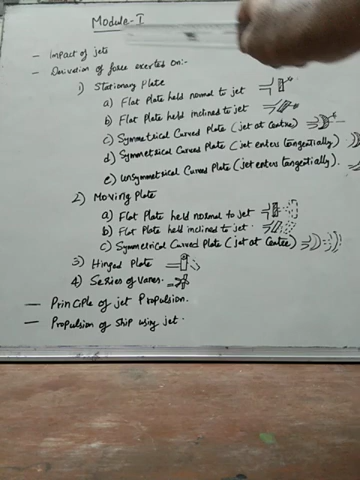 Module-I
— Impact of jets
— Derivation of force exerted on:-
1) Stationary Plate
a) Flat Plate held normal to jet
b) Flat Plate held inclined to jet
c) Symmetrical Curved Plate (jet at Centre)
d) Symmetrical Curved Plate (jet enters tangentially)
e) Unsymmetrical Curved Plate (jet enters tangentially).
2) Moving Plate
a) Flat Plate held normal to jet
b) Flat Plate held inclined to jet
c) Symmetrical Curved Plate (jet at Centre)
3) Hinged Plate
4) Series of Vanes.
— Principle of jet Propulsion.
— Propulsion of ship using jet.